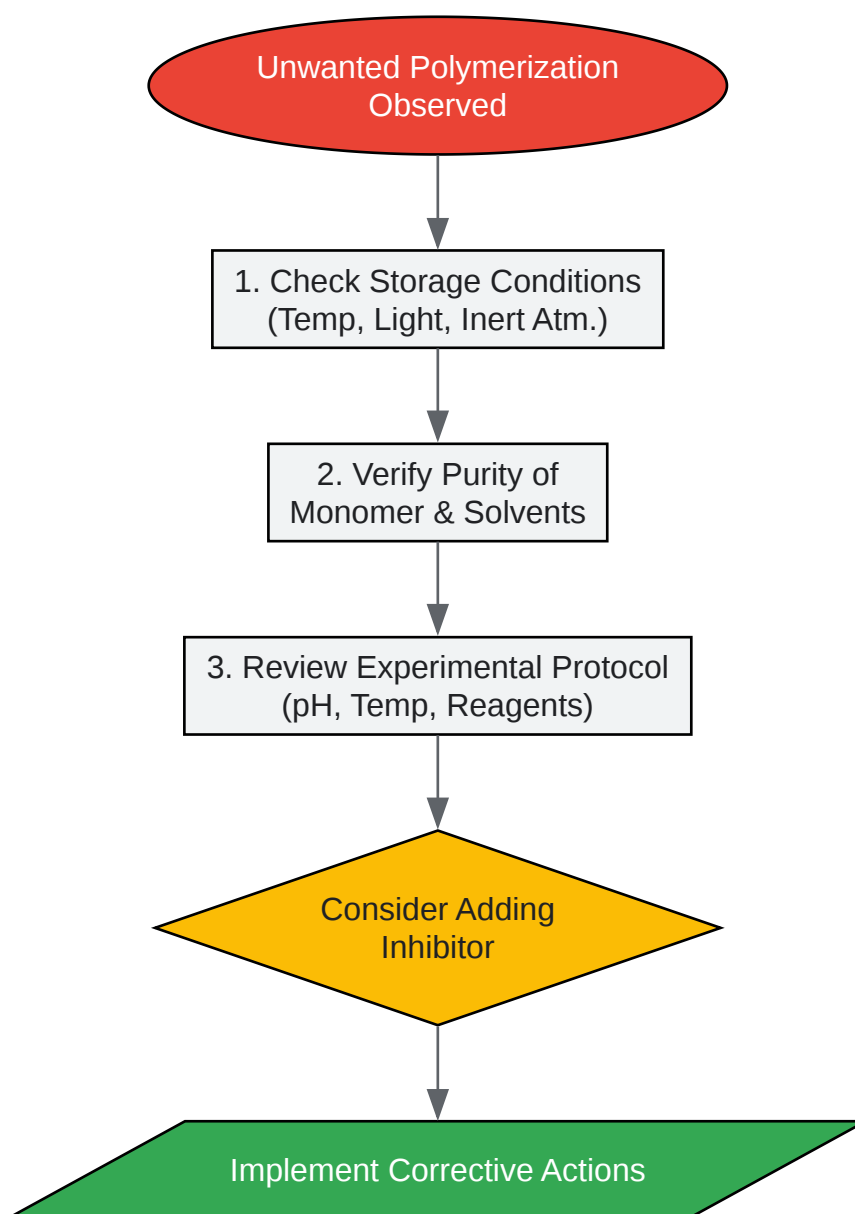 Unwanted Polymerization
Observed
1. Check Storage Conditions
(Temp, Light, Inert Atm.)
2. Verify Purity of
Monomer & Solvents
3. Review Experimental Protocol
(pH, Temp, Reagents)
Consider Adding
Inhibitor
Implement Corrective Actions